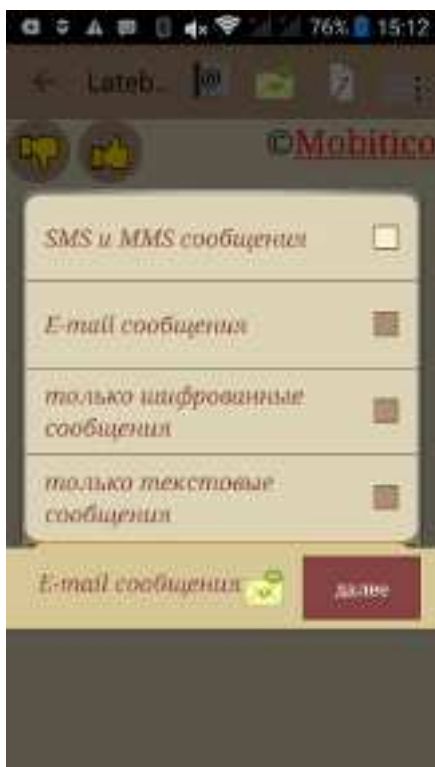 76% 15:12
Lateb...
©Mobitico
SMS и MMS сообщения
E-mail сообщения
только шифрованные
сообщения
только текстовые
сообщения
E-mail сообщения
далее